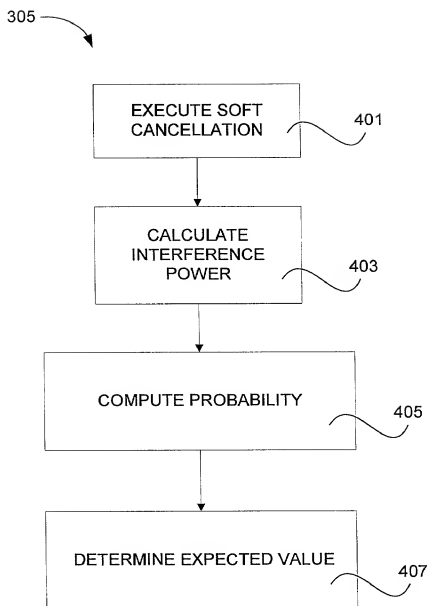 305
EXECUTE SOFT
CANCELLATION
401
CALCULATE
INTERFERENCE
POWER
403
COMPUTE PROBABILITY
405
DETERMINE EXPECTED VALUE
407